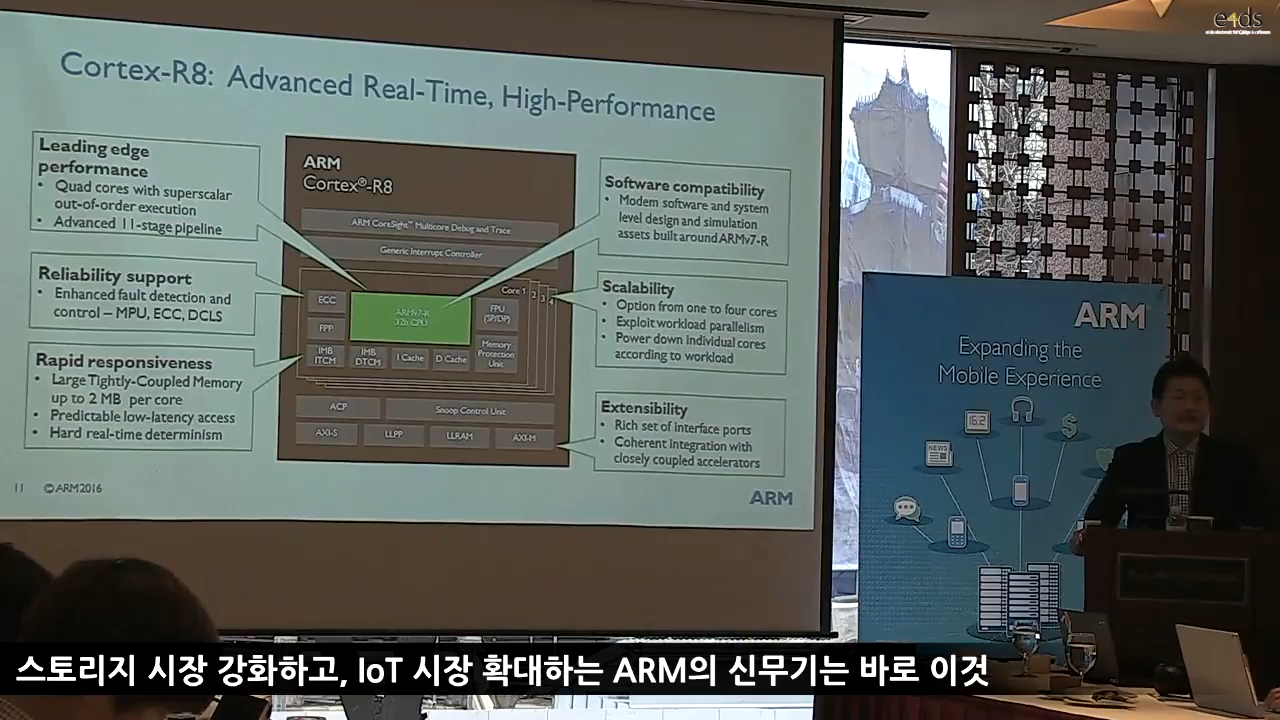 e4ds
Cortex-R8: Advanced Real-Time, High-Performance
Leading edge
performance
• Quad cores with superscalar
out-of-order execution
• Advanced 11-stage pipeline
Reliability support
• Enhanced fault detection and
control – MPU, ECC, DCLS
Rapid responsiveness
• Large Tightly-Coupled Memory
up to 2 MB per core
• Predictable low-latency access
• Hard real-time determinism
ARM
Cortex®-R8
ARM CoreSight™ Multicore Debug and Trace
Generic Interrupt Controller
Core 1 2 3 4
ECC
ARMv7-R
32b CPU
FPU
(SP/DP)
FPP
IMB
ITCM
IMB
DTCM
I Cache
D Cache
Memory
Protection
Unit
ACP
Snoop Control Unit
AXI-S
LLPP
LLRAM
AXI-M
Software compatibility
• Modem software and system
level design and simulation
assets built around ARMv7-R
Scalability
• Option from one to four cores
• Exploit workload parallelism
• Power down individual cores
according to workload
Extensibility
• Rich set of interface ports
• Coherent integration with
closely coupled accelerators
11 ©ARM2016
ARM
ARM
Expanding the
Mobile Experience
16.2
$
NEWS
스토리지 시장 강화하고, IoT 시장 확대하는 ARM의 신무기는 바로 이것